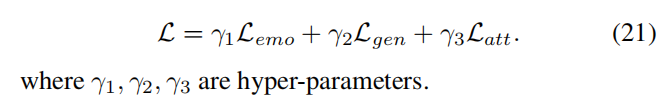 ℒ = γ₁ℒ_emo + γ₂ℒ_gen + γ₃ℒ_att. (21)
where γ₁, γ₂, γ₃ are hyper-parameters.